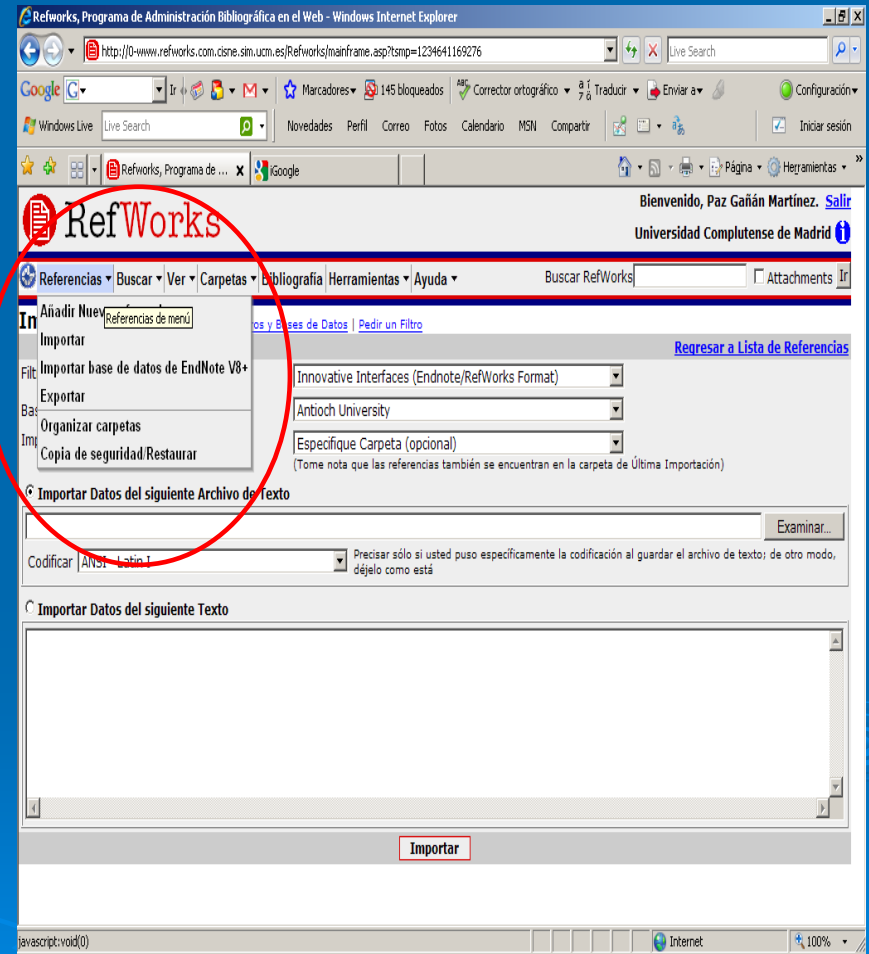 Refworks, Programa de Administración Bibliográfica en el Web - Windows Internet Explorer
http://0-www.refworks.com.cisne.sim.ucm.es/Refworks/mainframe.asp?tsmp=1234641169276 Live Search
Google G Ir Marcadores 145 bloqueados Corrector ortográfico Traducir Enviar a Configuración
Windows Live Live Search Novedades Perfil Correo Fotos Calendario MSN Compartir Iniciar sesión
Refworks, Programa de ... x iGoogle Página Herramientas »
RefWorks
Bienvenido, Paz Gañán Martínez. Salir
Universidad Complutense de Madrid
Referencias Buscar Ver Carpetas Bibliografía Herramientas Ayuda Buscar RefWorks Attachments Ir
Añadir
Referencias de menú
y Bases de Datos | Pedir un Filtro
Importar
Regresar a Lista de Referencias
Importar base de datos de EndNote V8+
Innovative Interfaces (Endnote/RefWorks Format)
Exportar
Antioch University
Organizar carpetas
Especifique Carpeta (opcional)
Copia de seguridad/Restaurar
(Tome nota que las referencias también se encuentran en la carpeta de Última Importación)
Importar Datos del siguiente Archivo de Texto
Examinar...
Codificar ANSI - Latin I
Precisar sólo si usted puso específicamente la codificación al guardar el archivo de texto; de otro modo,
déjelo como está
Importar Datos del siguiente Texto
Importar
javascript:void(0) Internet 100%